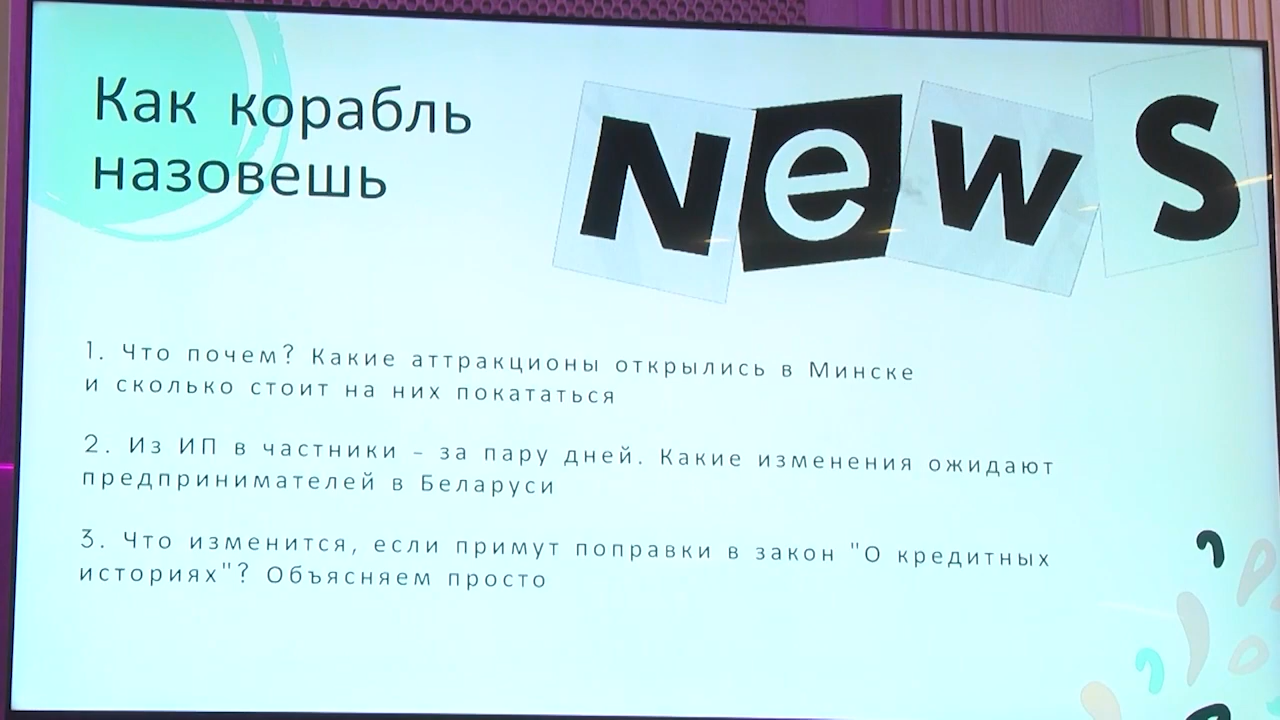 Как корабль
назовешь
NewS
1. Что почем? Какие аттракционы открылись в Минске
и сколько стоит на них покататься
2. Из ИП в частники – за пару дней. Какие изменения ожидают
предпринимателей в Беларуси
3. Что изменится, если примут поправки в закон "О кредитных
историях"? Объясняем просто